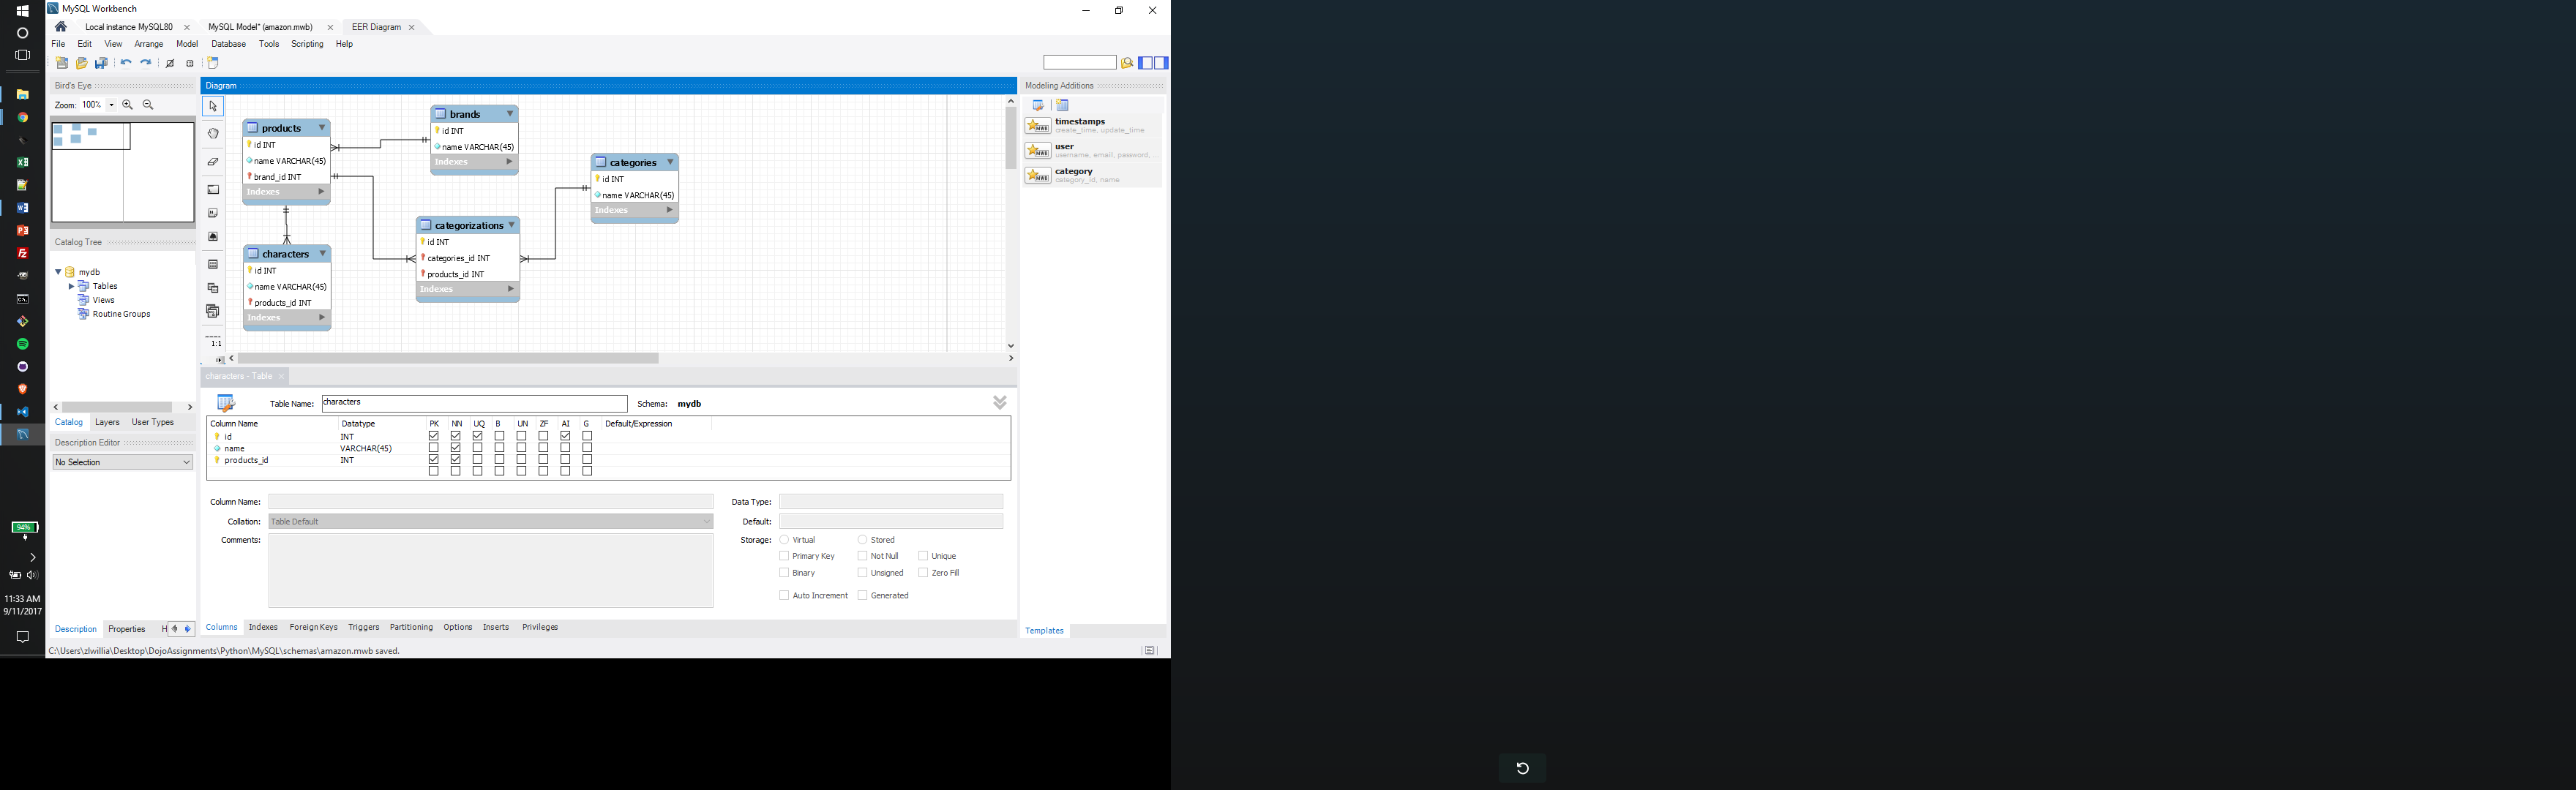 MySQL Workbench
Local instance MySQL80
MySQL Model* (amazon.mwb)
EER Diagram
File Edit View Arrange Model Database Tools Scripting Help
Bird's Eye
Zoom: 100%
Diagram
products
id INT
name VARCHAR(45)
brand_id INT
Indexes
brands
id INT
name VARCHAR(45)
Indexes
categories
id INT
name VARCHAR(45)
Indexes
categorizations
id INT
categories_id INT
products_id INT
Indexes
characters
id INT
name VARCHAR(45)
products_id INT
Indexes
1:1
Modeling Additions
timestamps
create_time, update_time
user
username, email, password, ...
category
category_id, name
Templates
Catalog Tree
mydb
Tables
Views
Routine Groups
Catalog Layers User Types
Description Editor
No Selection
Description Properties H
characters - Table
Table Name: characters Schema: mydb
Column Name Datatype PK NN UQ B UN ZF AI G Default/Expression
id INT
name VARCHAR(45)
products_id INT
Column Name: Data Type:
Collation: Table Default Default:
Comments: Storage: Virtual Stored
Primary Key Not Null Unique
Binary Unsigned Zero Fill
Auto Increment Generated
Columns Indexes Foreign Keys Triggers Partitioning Options Inserts Privileges
C:\Users\zlwillia\Desktop\DojoAssignments\Python\MySQL\schemas\amazon.mwb saved.
94%
11:33 AM
9/11/2017